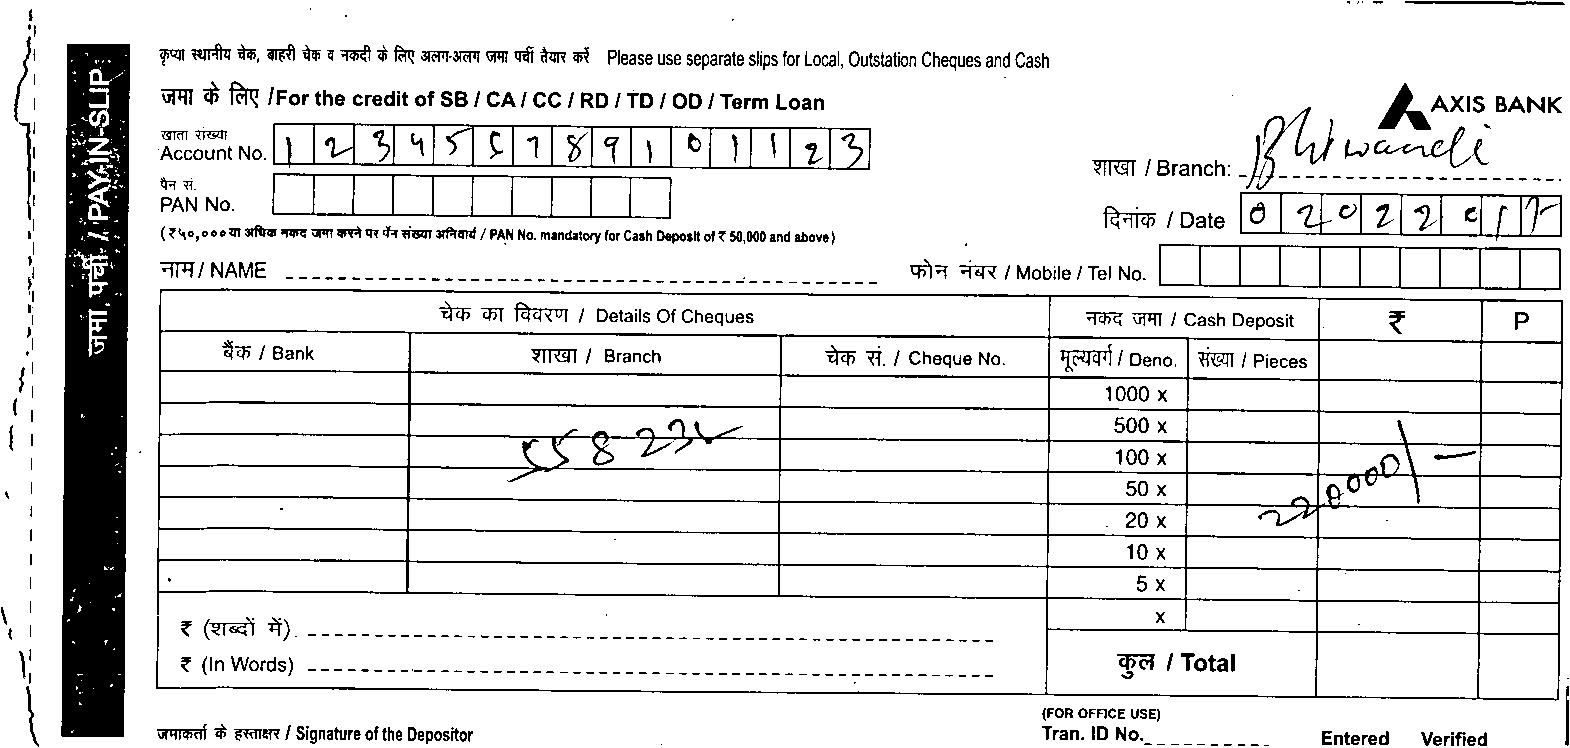 कृप्या स्थानीय चेक, बाहरी चेक व नकदी के लिए अलग-अलग जमा पर्ची तैयार करें Please use separate slips for Local, Outstation Cheques and Cash
जमा के लिए /For the credit of SB / CA / CC / RD / TD / OD / Term Loan
AXIS BANK
जमा पर्ची / PAY-IN-SLIP
खाता संख्या
Account No. 1 2 3 4 5 5 7 8 9 1 0 1 1 2 3
शाखा / Branch: Bhiwandi
पैन सं.
PAN No.
दिनांक / Date 0 2 0 2 2 0 1 5
(₹५०,०००या अधिक नकद जमा करने पर पॅन संख्या अनिवार्य / PAN No. mandatory for Cash Deposit of ₹ 50,000 and above)
नाम / NAME
फोन नंबर / Mobile / Tel No.
चेक का विवरण / Details Of Cheques
नकद जमा / Cash Deposit ₹ P
बैंक / Bank शाखा / Branch चेक सं. / Cheque No. मूल्यवर्ग / Deno. संख्या / Pieces
1000 x
500 x
558232
100 x
50 x
220000/-
20 x
10 x
5 x
x
₹ (शब्दों में)
₹ (In Words)
कुल / Total
जमाकर्ता के हस्ताक्षर / Signature of the Depositor
(FOR OFFICE USE)
Tran. ID No.
Entered Verified